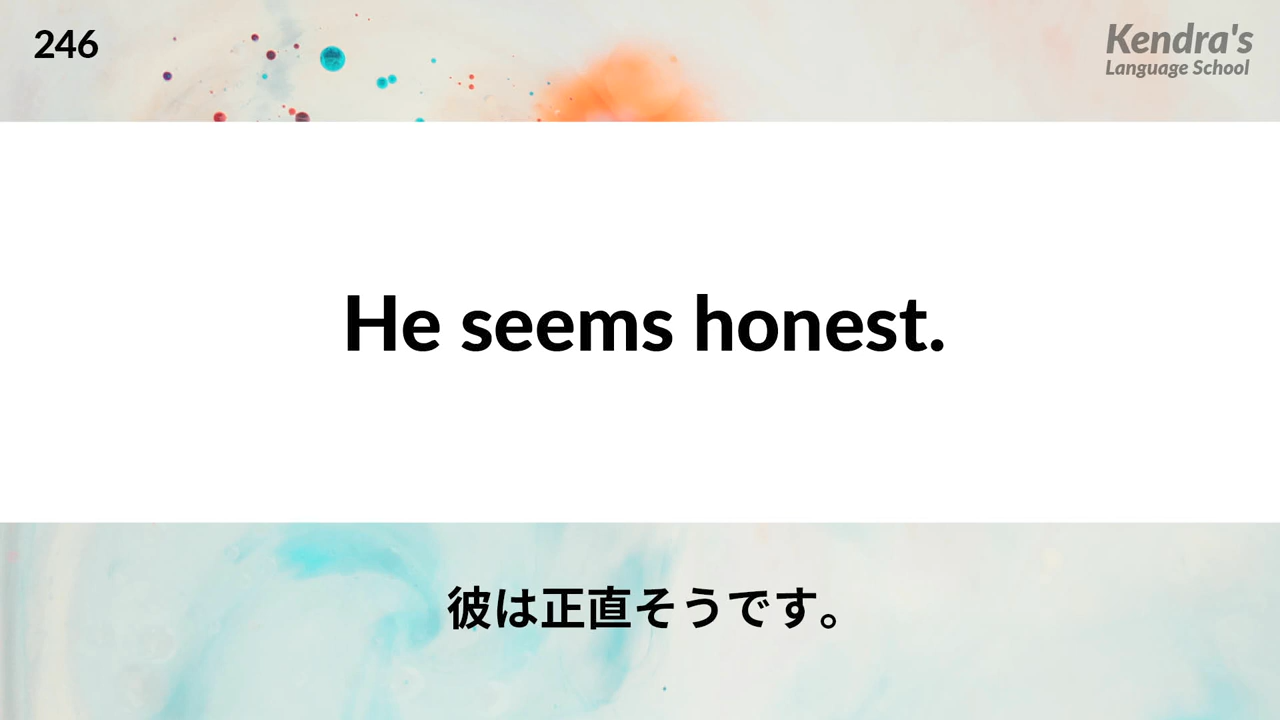 246
Kendra's
Language School
He seems honest.
彼は正直そうです。